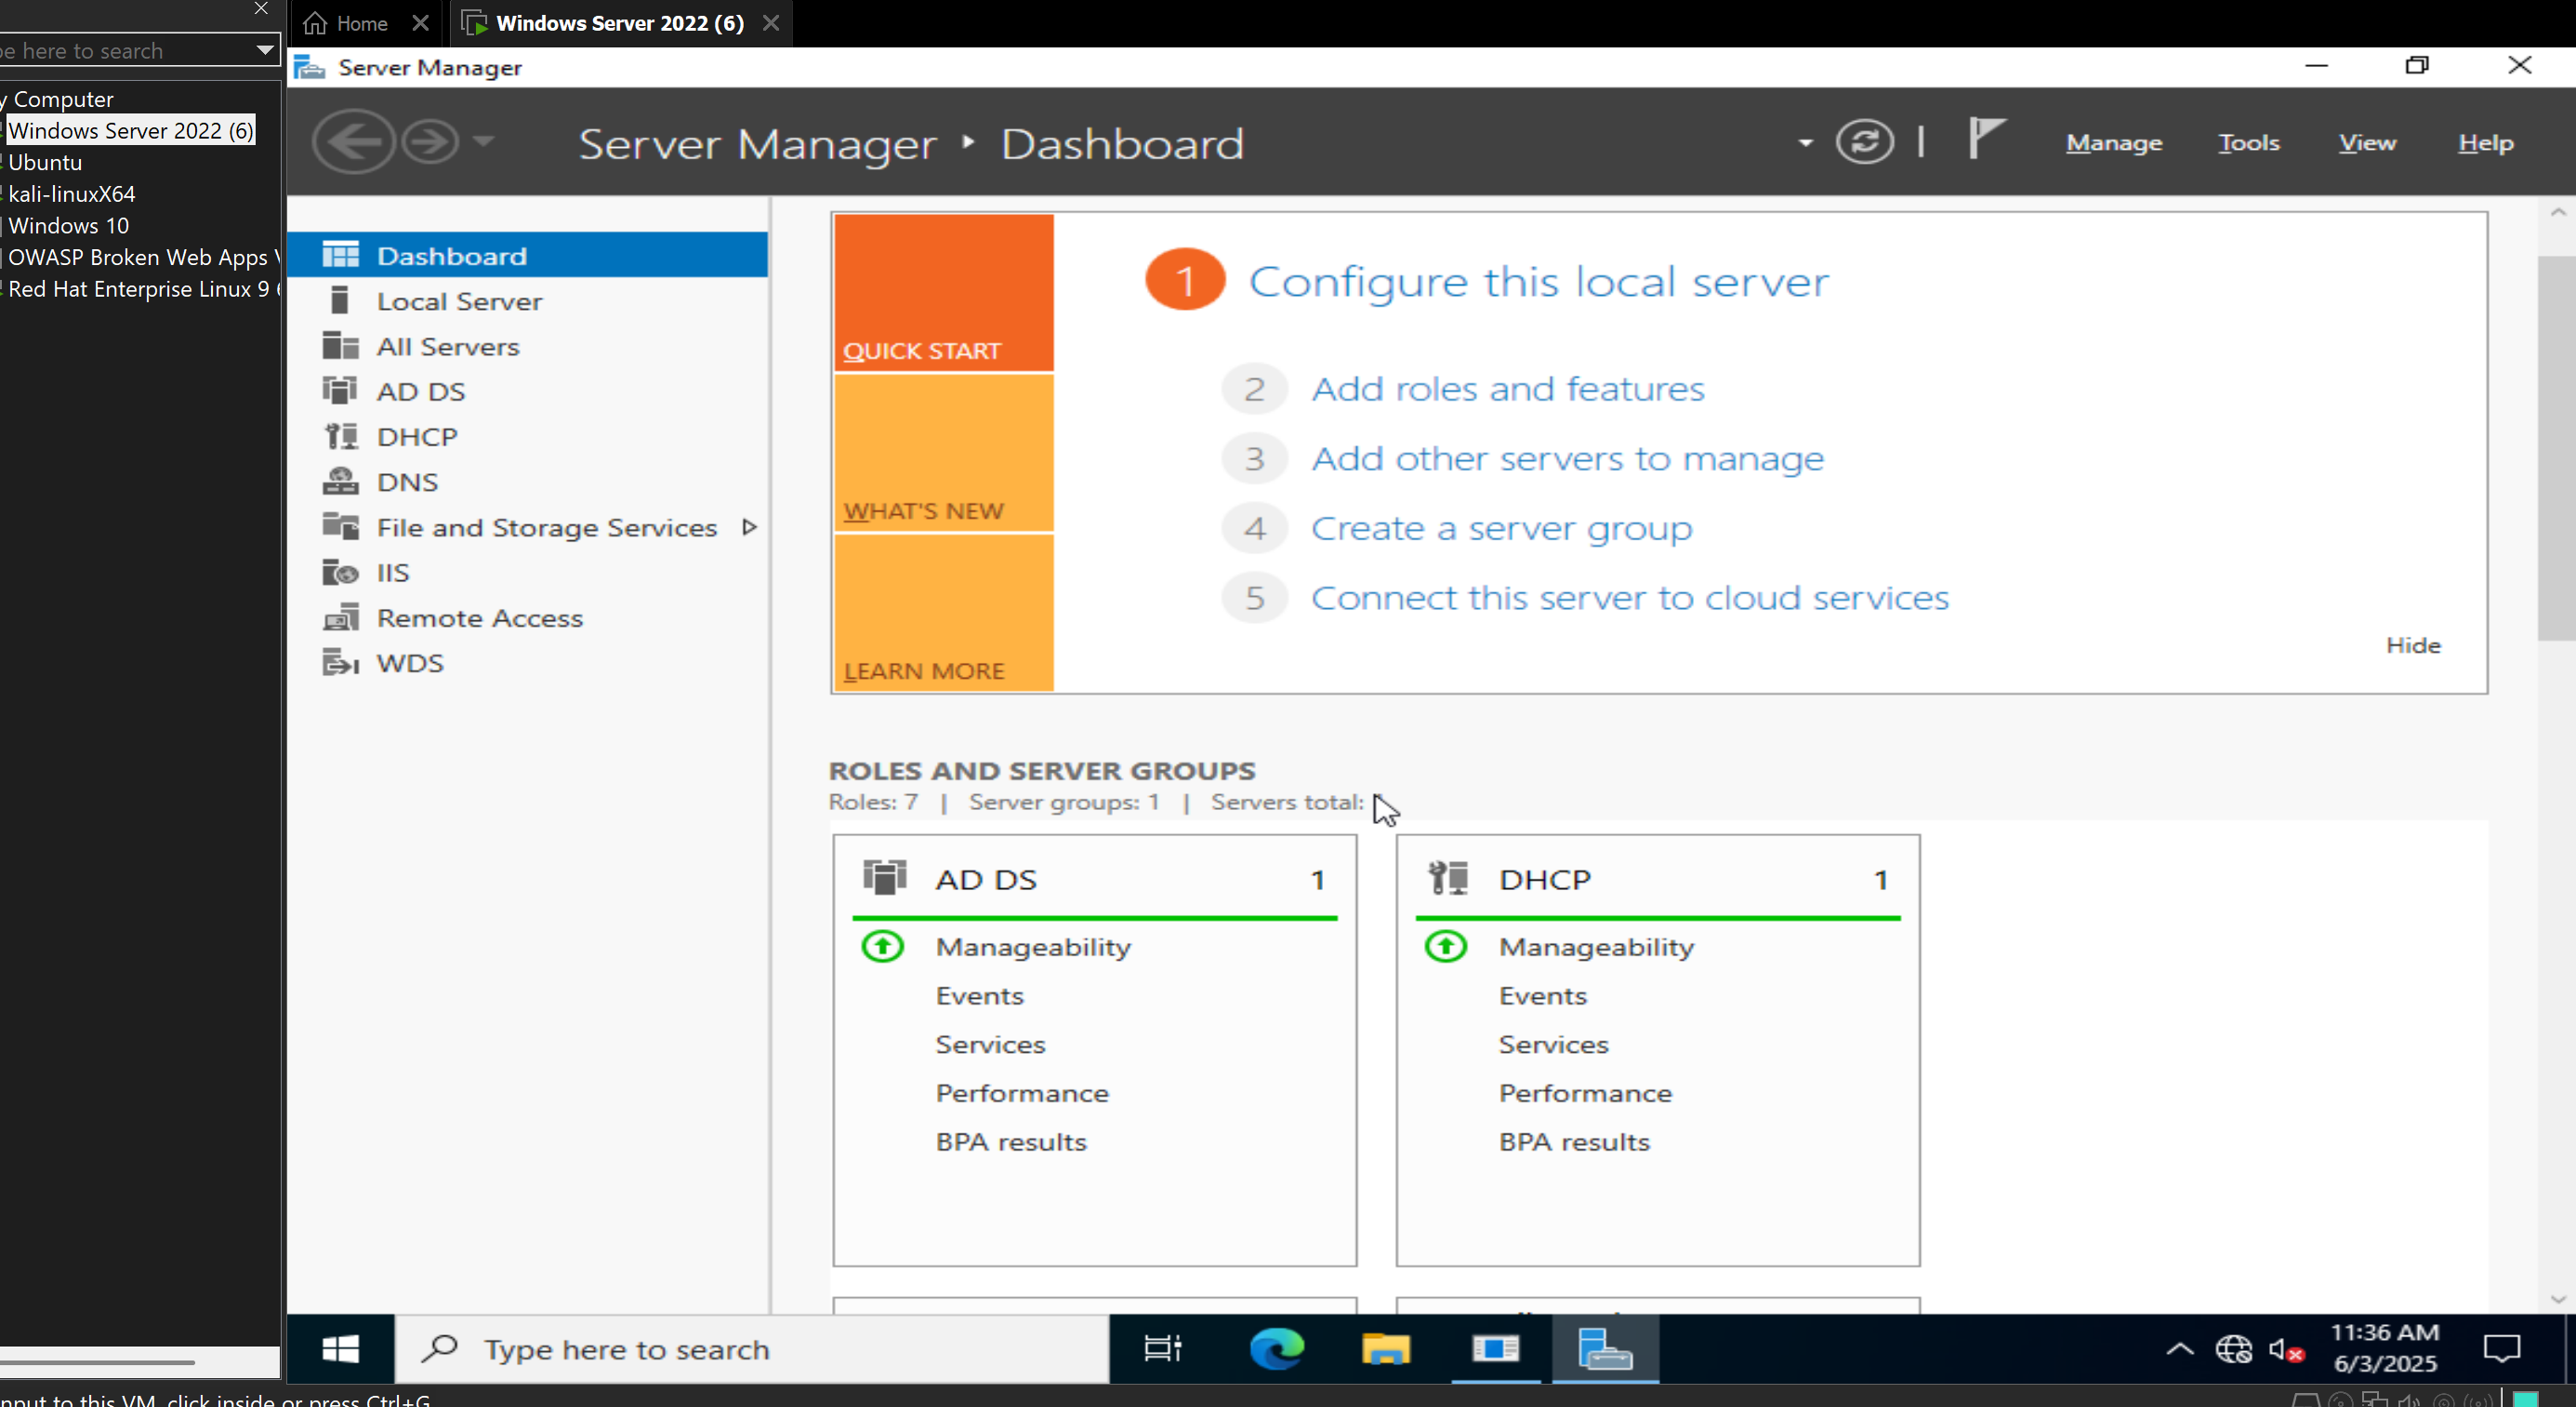 Home
Windows Server 2022 (6)
e here to search
Server Manager
y Computer
Windows Server 2022 (6)
Ubuntu
kali-linuxX64
Windows 10
OWASP Broken Web Apps
Red Hat Enterprise Linux 9
Server Manager
Dashboard
Manage
Tools
View
Help
Dashboard
Local Server
All Servers
AD DS
DHCP
DNS
File and Storage Services
IIS
Remote Access
WDS
QUICK START
WHAT'S NEW
LEARN MORE
1 Configure this local server
2 Add roles and features
3 Add other servers to manage
4 Create a server group
5 Connect this server to cloud services
Hide
ROLES AND SERVER GROUPS
Roles: 7 | Server groups: 1 | Servers total:
AD DS 1
Manageability
Events
Services
Performance
BPA results
DHCP 1
Manageability
Events
Services
Performance
BPA results
Type here to search
11:36 AM
6/3/2025
nput to this VM, click inside or press Ctrl+G